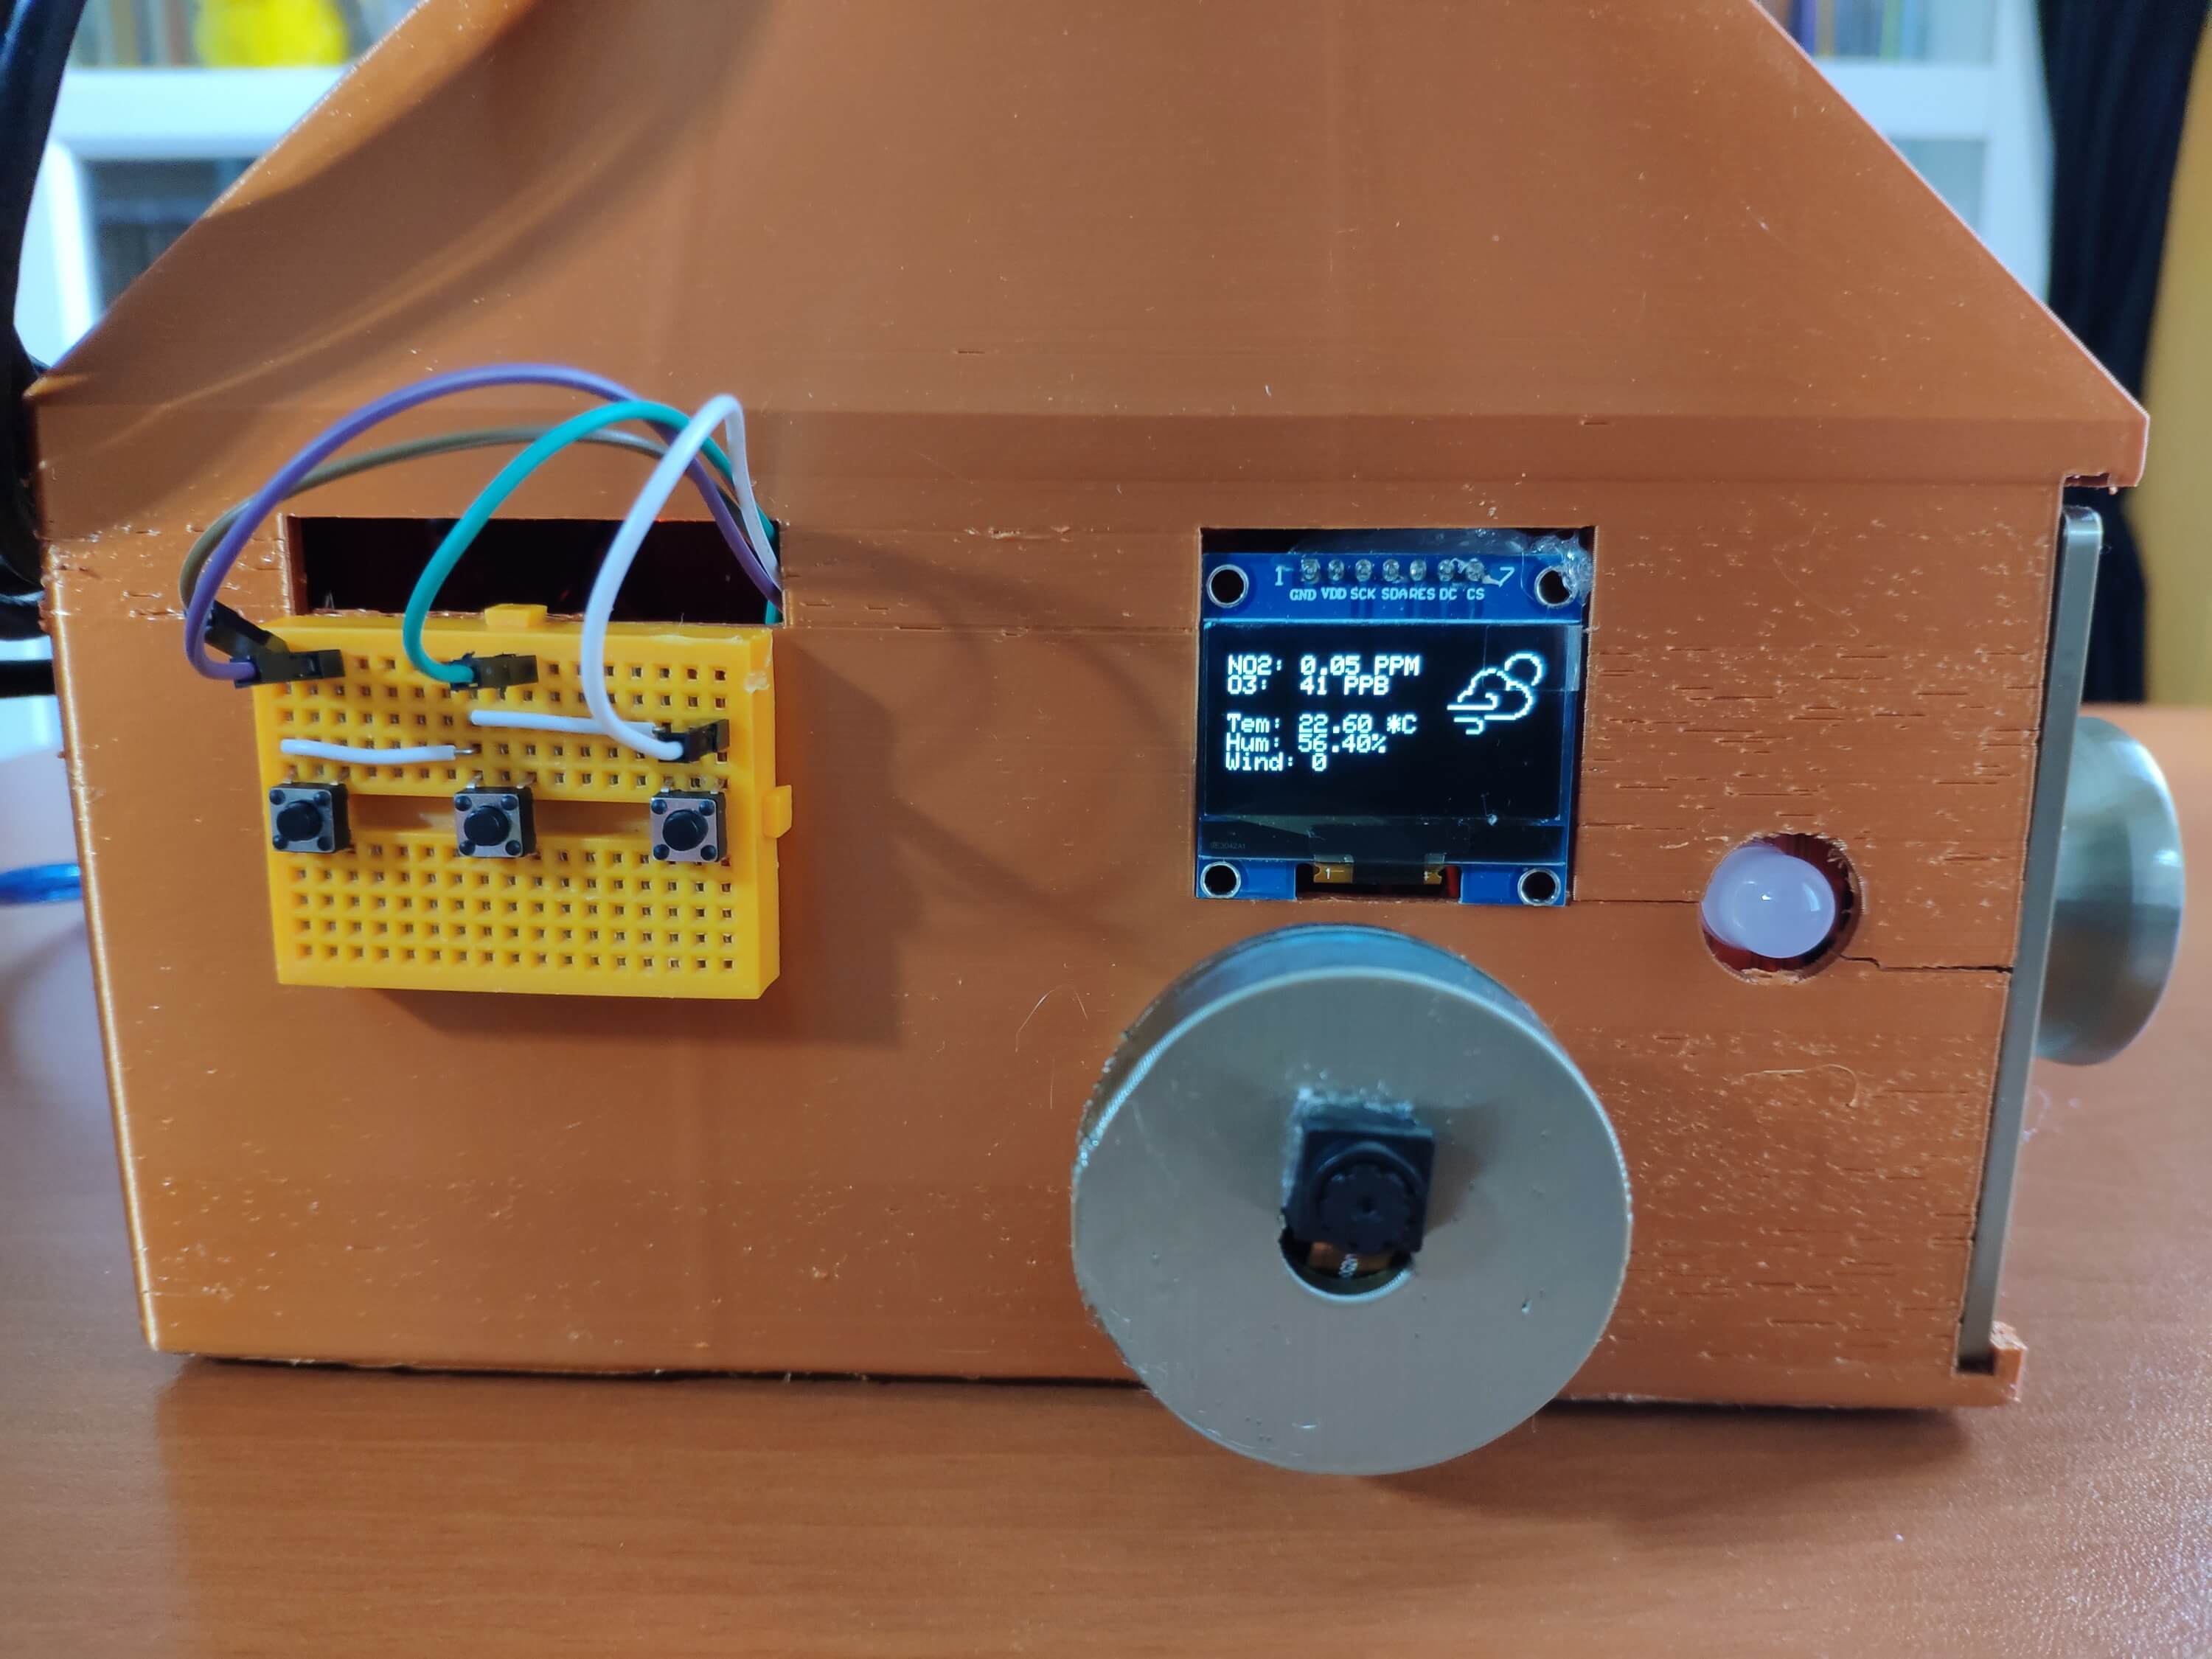 1 7
GND VDD SCK SDA RES DC CS
NO2: 0.05 PPM
O3: 41 PPB
Tem: 22.60 *C
Hum: 56.40%
Wind: 0